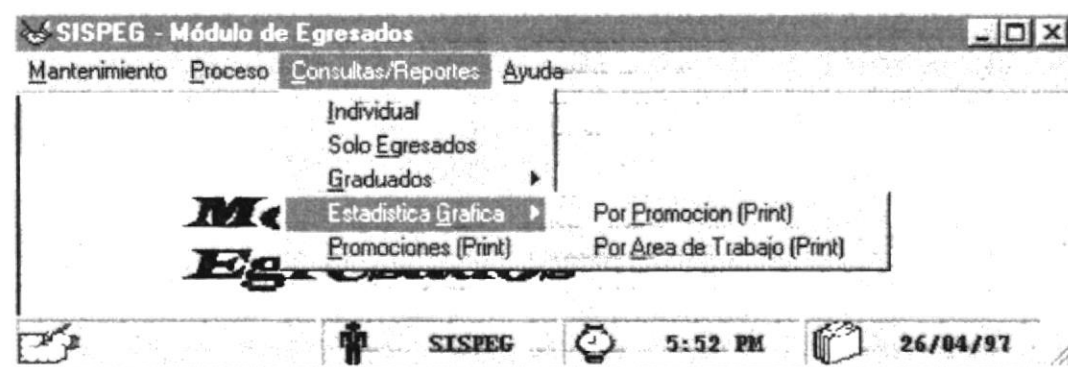 SISPEG - Módulo de Egresados
Mantenimiento Proceso Consultas/Reportes Ayuda
Individual
Solo Egresados
Graduados
Estadistica Grafica
Por Promocion (Print)
Promociones (Print)
Por Area de Trabajo (Print)
SISPEG 5:52 PM 26/04/97